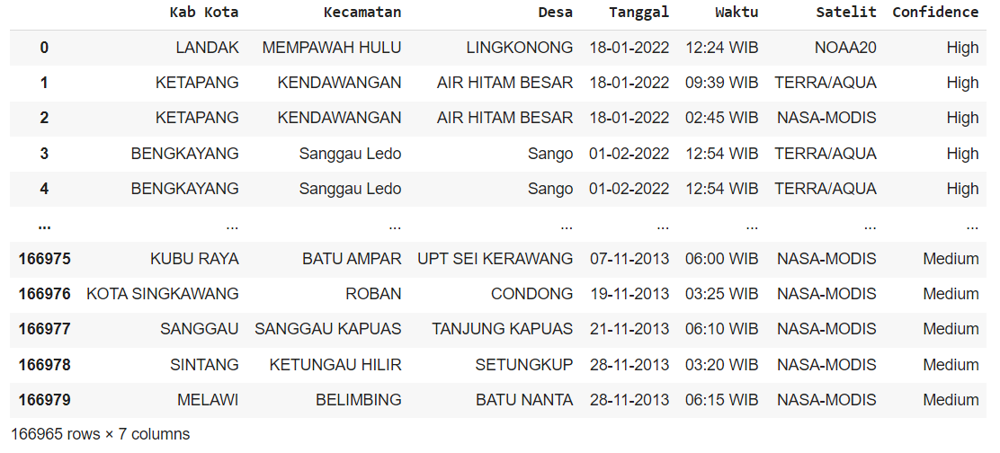 Kab Kota Kecamatan Desa Tanggal Waktu Satelit Confidence
0 LANDAK MEMPAWAH HULU LINGKONONG 18-01-2022 12:24 WIB NOAA20 High
1 KETAPANG KENDAWANGAN AIR HITAM BESAR 18-01-2022 09:39 WIB TERRA/AQUA High
2 KETAPANG KENDAWANGAN AIR HITAM BESAR 18-01-2022 02:45 WIB NASA-MODIS High
3 BENGKAYANG Sanggau Ledo Sango 01-02-2022 12:54 WIB TERRA/AQUA High
4 BENGKAYANG Sanggau Ledo Sango 01-02-2022 12:54 WIB TERRA/AQUA High
... ... ... ... ... ... ... ...
166975 KUBU RAYA BATU AMPAR UPT SEI KERAWANG 07-11-2013 06:00 WIB NASA-MODIS Medium
166976 KOTA SINGKAWANG ROBAN CONDONG 19-11-2013 03:25 WIB NASA-MODIS Medium
166977 SANGGAU SANGGAU KAPUAS TANJUNG KAPUAS 21-11-2013 06:10 WIB NASA-MODIS Medium
166978 SINTANG KETUNGAU HILIR SETUNGKUP 28-11-2013 03:20 WIB NASA-MODIS Medium
166979 MELAWI BELIMBING BATU NANTA 28-11-2013 06:15 WIB NASA-MODIS Medium
166965 rows × 7 columns